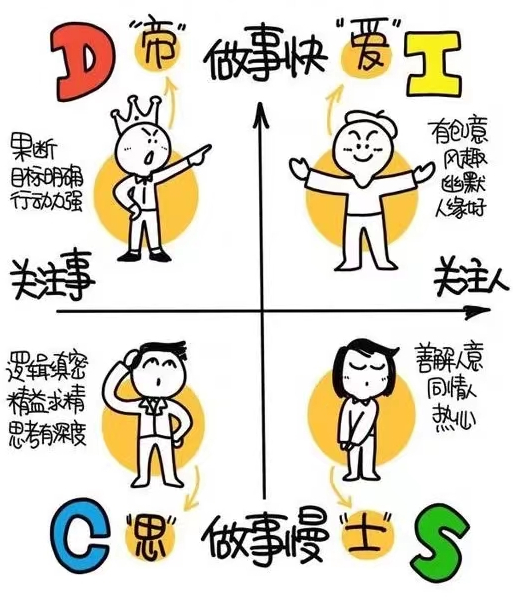 D "帝" 做事快 "爱" I
果断
目标明确
行动力强
有创意
风趣
幽默
人缘好
关注事
关注人
逻辑缜密
精益求精
思考有深度
善解人意
同情人
热心
C "思" 做事慢 "士" S